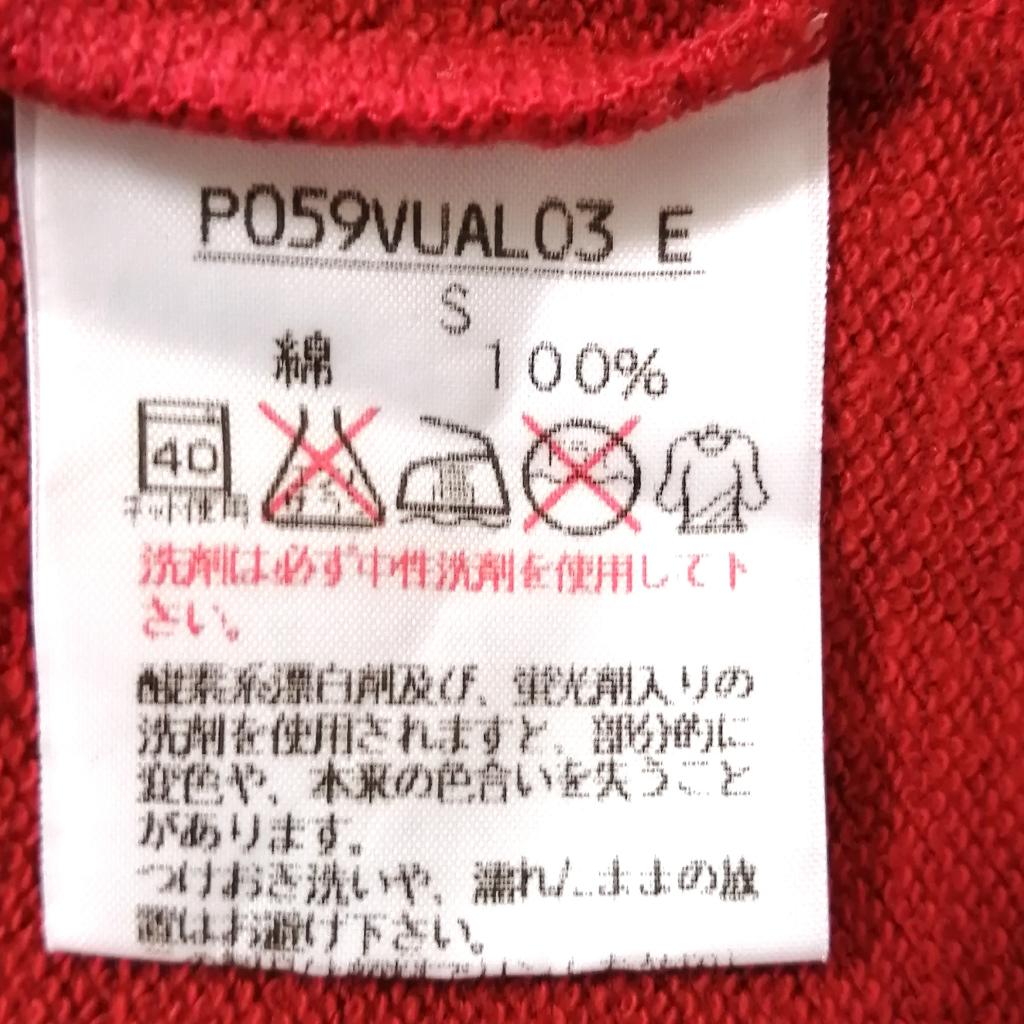 P059VUAL03 E
S
綿 100%
40
ネット使用
洗剤は必ず中性洗剤を使用して下
さい。
酸素系漂白剤及び、蛍光剤入りの
洗剤を使用されますと、部分的に
変色や、本来の色合いを失うこと
があります。
つけおき洗いや、濡れたままの放
置はお避け下さい。